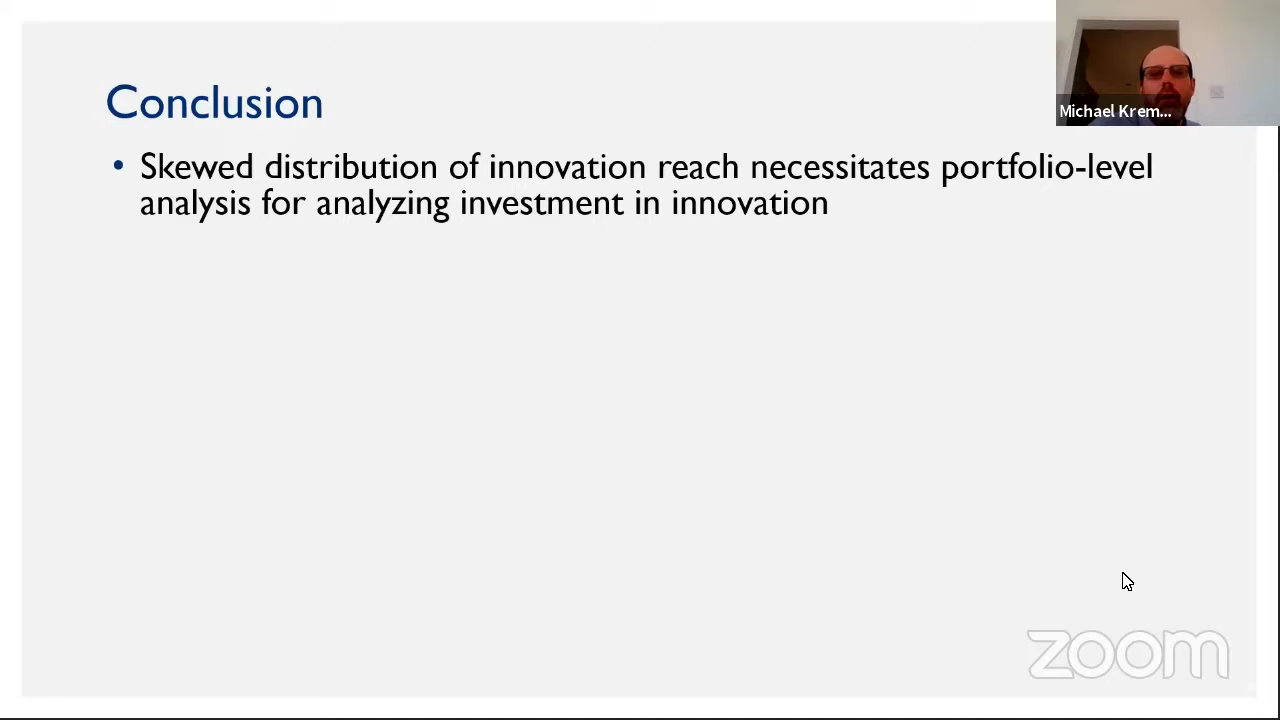 Conclusion
• Skewed distribution of innovation reach necessitates portfolio-level
analysis for analyzing investment in innovation
Michael Krem...
zoom